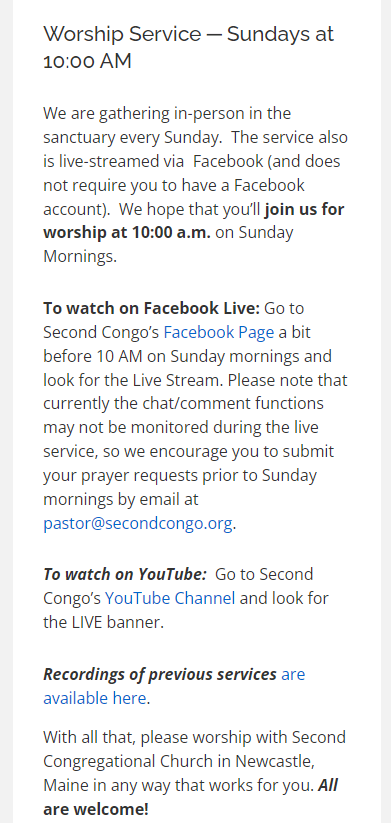 Worship Service — Sundays at
10:00 AM
We are gathering in-person in the
sanctuary every Sunday.  The service also
is live-streamed via  Facebook (and does
not require you to have a Facebook
account).  We hope that you’ll join us for
worship at 10:00 a.m. on Sunday
Mornings.
To watch on Facebook Live: Go to
Second Congo’s Facebook Page a bit
before 10 AM on Sunday mornings and
look for the Live Stream. Please note that
currently the chat/comment functions
may not be monitored during the live
service, so we encourage you to submit
your prayer requests prior to Sunday
mornings by email at
pastor@secondcongo.org.
To watch on YouTube:  Go to Second
Congo’s YouTube Channel and look for
the LIVE banner.
Recordings of previous services are
available here.
With all that, please worship with Second
Congregational Church in Newcastle,
Maine in any way that works for you. All
are welcome!